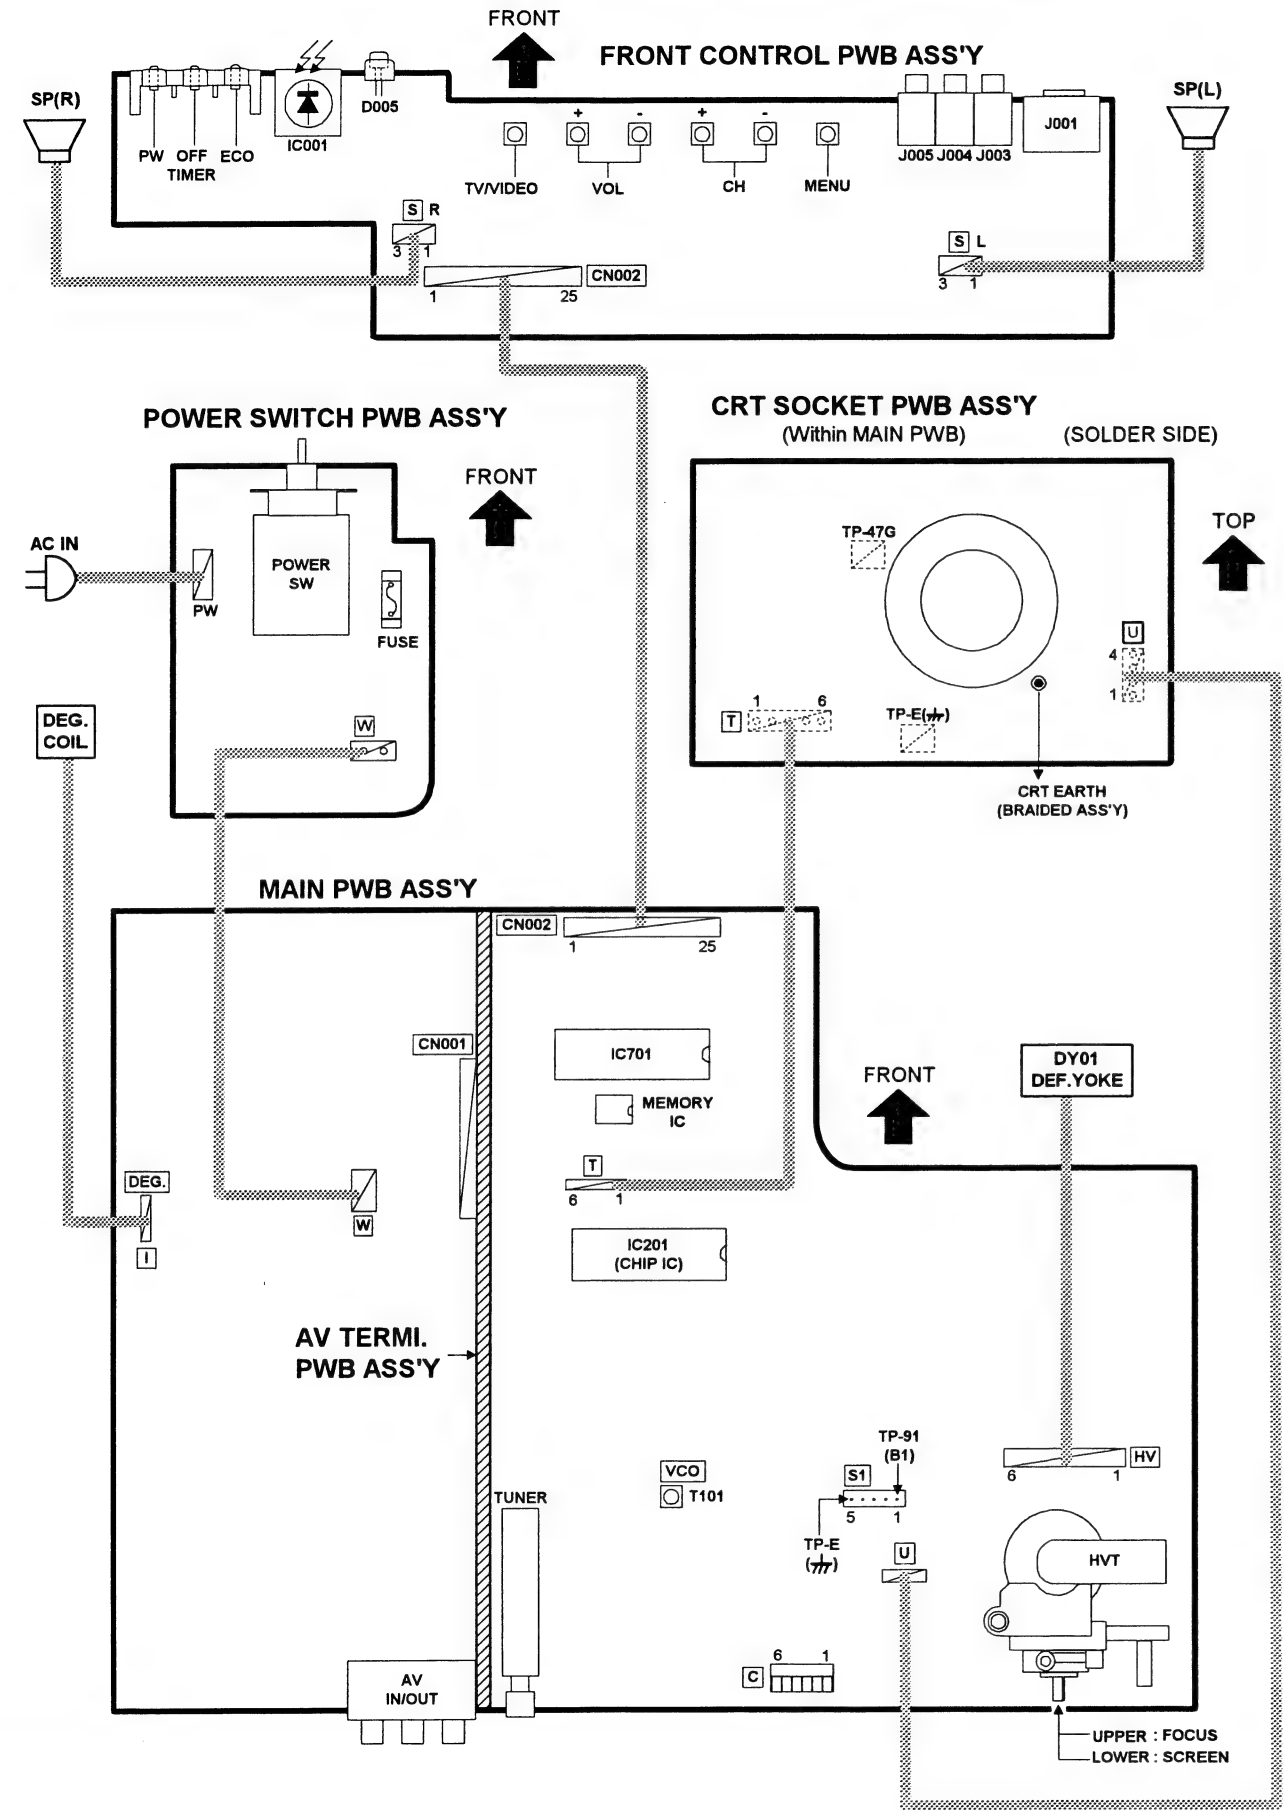 FRONT
FRONT CONTROL PWB ASS'Y
SP(R)
SP(L)
D005
IC001
J001
+ - + -
PW OFF ECO
TIMER
J005 J004 J003
TV/VIDEO VOL CH MENU
S R
3 1
S L
3 1
CN002
1 25
POWER SWITCH PWB ASS'Y
CRT SOCKET PWB ASS'Y
(Within MAIN PWB) (SOLDER SIDE)
FRONT
TOP
AC IN
POWER
SW
PW
FUSE
TP-47G
U
4
1
DEG.
COIL
W
1 6
T
TP-E( )
CRT EARTH
(BRAIDED ASS'Y)
MAIN PWB ASS'Y
CN002
1 25
CN001
IC701
MEMORY
IC
FRONT
DY01
DEF.YOKE
T
6 1
DEG.
I
W
IC201
(CHIP IC)
AV TERMI.
PWB ASS'Y
TP-91
(B1)
VCO
T101
S1
5 1
TP-E
( )
HV
6 1
TUNER
U
HVT
C
6 1
AV
IN/OUT
UPPER : FOCUS
LOWER : SCREEN